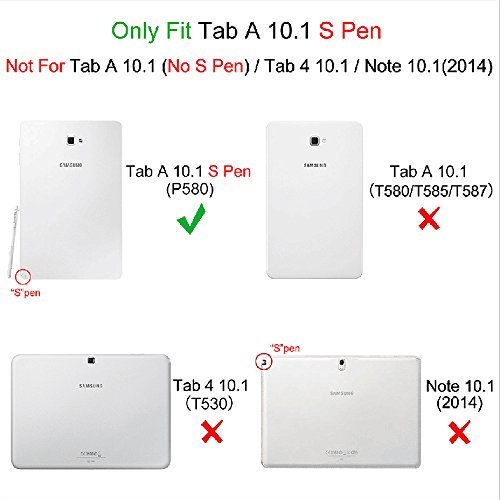 Only Fit Tab A 10.1 S Pen
Not For Tab A 10.1 (No S Pen) / Tab 4 10.1 / Note 10.1(2014)
SAMSUNG
Tab A 10.1 S Pen
(P580)
"S"pen
SAMSUNG
Tab A 10.1
(T580/T585/T587)
SAMSUNG
Tab 4 10.1
(T530)
"S"pen
SAMSUNG
Note 10.1
(2014)